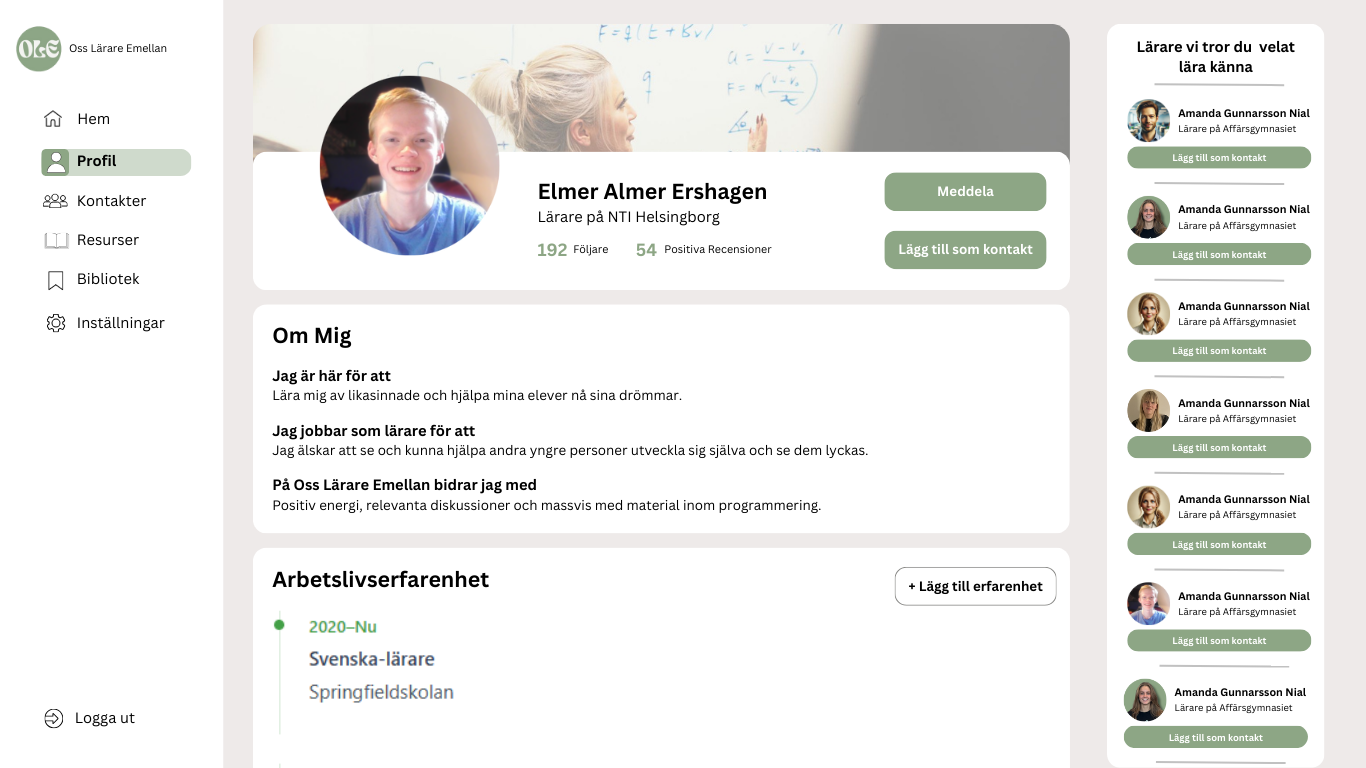 OLE
Oss Lärare Emellan
Hem
Profil
Kontakter
Resurser
Bibliotek
Inställningar
Logga ut
Elmer Almer Ershagen
Lärare på NTI Helsingborg
192 Följare 54 Positiva Recensioner
Meddela
Lägg till som kontakt
Om Mig
Jag är här för att
Lära mig av likasinnade och hjälpa mina elever nå sina drömmar.
Jag jobbar som lärare för att
Jag älskar att se och kunna hjälpa andra yngre personer utveckla sig själva och se dem lyckas.
På Oss Lärare Emellan bidrar jag med
Positiv energi, relevanta diskussioner och massvis med material inom programmering.
Arbetslivserfarenhet
+ Lägg till erfarenhet
2020–Nu
Svenska-lärare
Springfieldskolan
Lärare vi tror du velat
lära känna
Amanda Gunnarsson Nial
Lärare på Affärsgymnasiet
Lägg till som kontakt
Amanda Gunnarsson Nial
Lärare på Affärsgymnasiet
Lägg till som kontakt
Amanda Gunnarsson Nial
Lärare på Affärsgymnasiet
Lägg till som kontakt
Amanda Gunnarsson Nial
Lärare på Affärsgymnasiet
Lägg till som kontakt
Amanda Gunnarsson Nial
Lärare på Affärsgymnasiet
Lägg till som kontakt
Amanda Gunnarsson Nial
Lärare på Affärsgymnasiet
Lägg till som kontakt
Amanda Gunnarsson Nial
Lärare på Affärsgymnasiet
Lägg till som kontakt